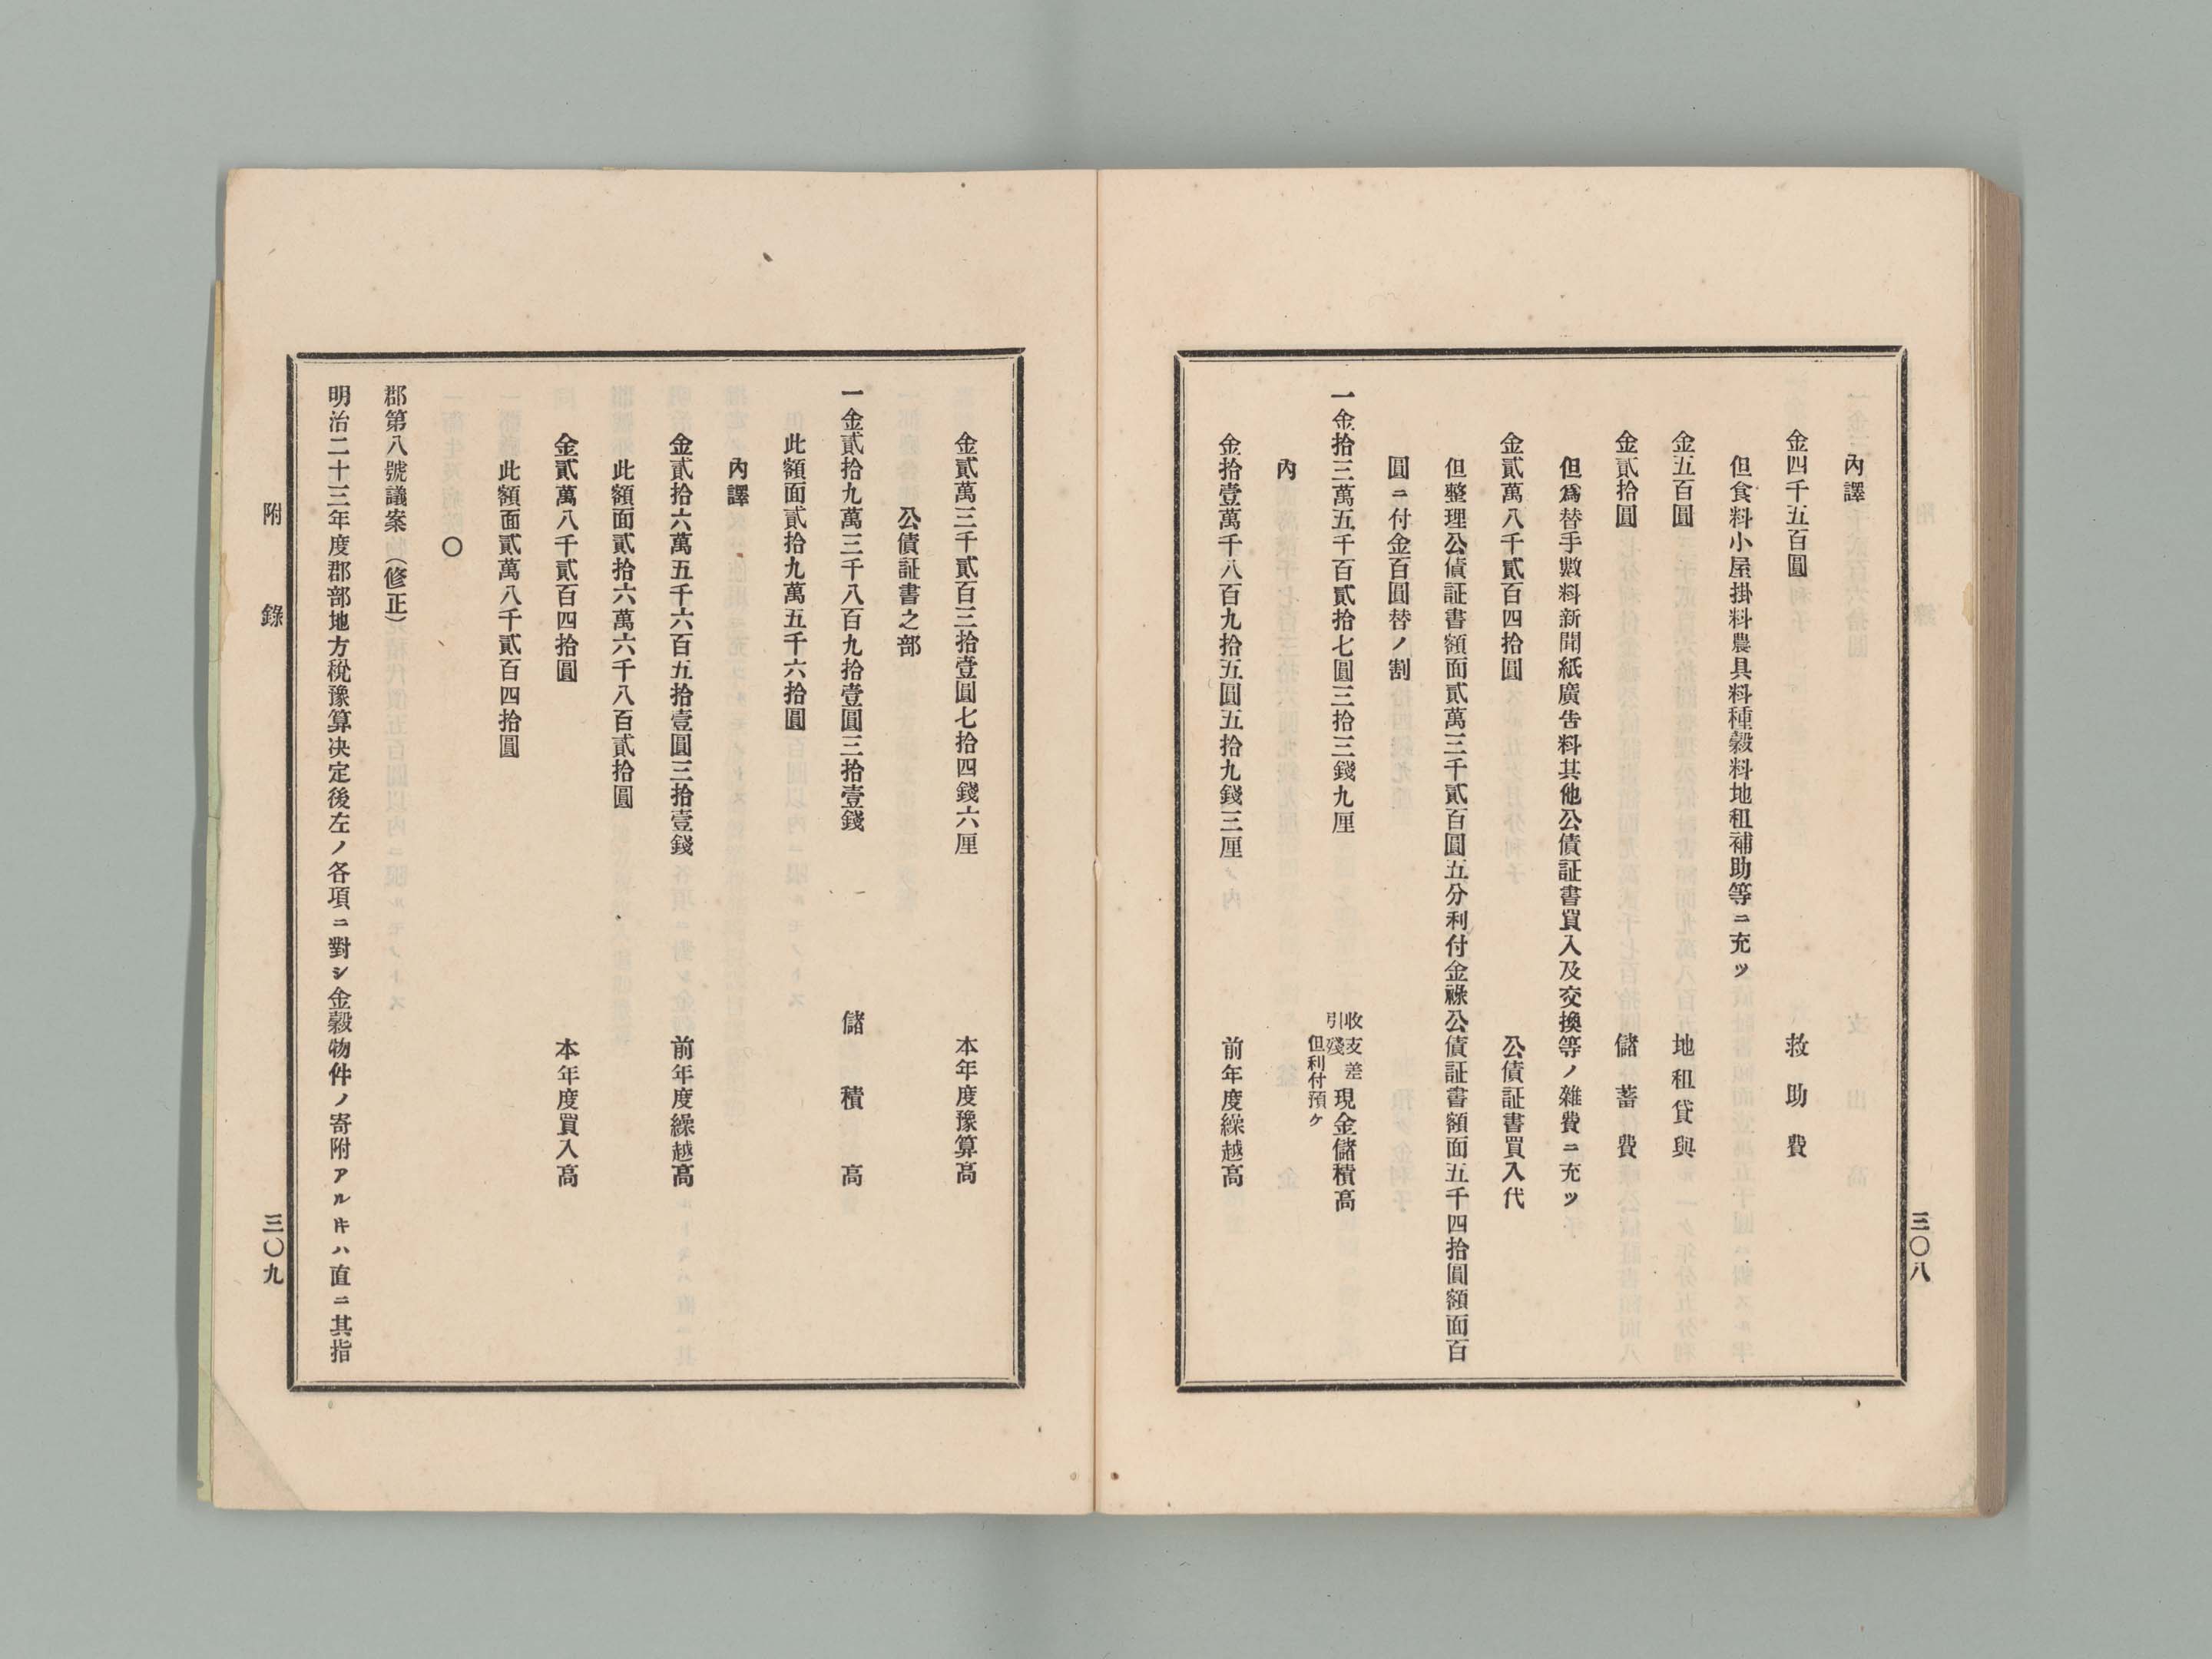 三〇八
內譯
金四千五百圓　救助費
但食料小屋掛料農具料種穀料地租補助等ニ充ツ
金五百圓　地租貸與
金貳拾圓　儲蓄費
但爲替手數料新聞紙廣告料其他公債証書買入及交換等ノ雜費ニ充ツ
金貳萬八千貳百四拾圓　公債証書買入代
但整理公債証書額面貳萬三千貳百圓五分利付金祿公債証書額面五千四拾圓額面百
圓ニ付金百圓替ノ割
一金拾三萬五千百貳拾七圓三拾三錢九厘　收支差引殘　現金儲積高
但利付預ケ
內
金拾壹萬千八百九拾五圓五拾九錢三厘　前年度繰越高
金貳萬三千貳百三拾壹圓七拾四錢六厘　本年度豫算高
公債証書之部
一金貳拾九萬三千八百九拾壹圓三拾壹錢　儲積高
此額面貳拾九萬五千六拾圓
內譯
金貳拾六萬五千六百五拾壹圓三拾壹錢　前年度繰越高
此額面貳拾六萬六千八百貳拾圓
金貳萬八千貳百四拾圓　本年度買入高
此額面貳萬八千貳百四拾圓
〇
郡第八號議案（修正）
明治二十三年度郡部地方稅豫算決定後左ノ各項ニ對シ金穀物件ノ寄附アル𪜈ハ直ニ其指
附錄
三〇九